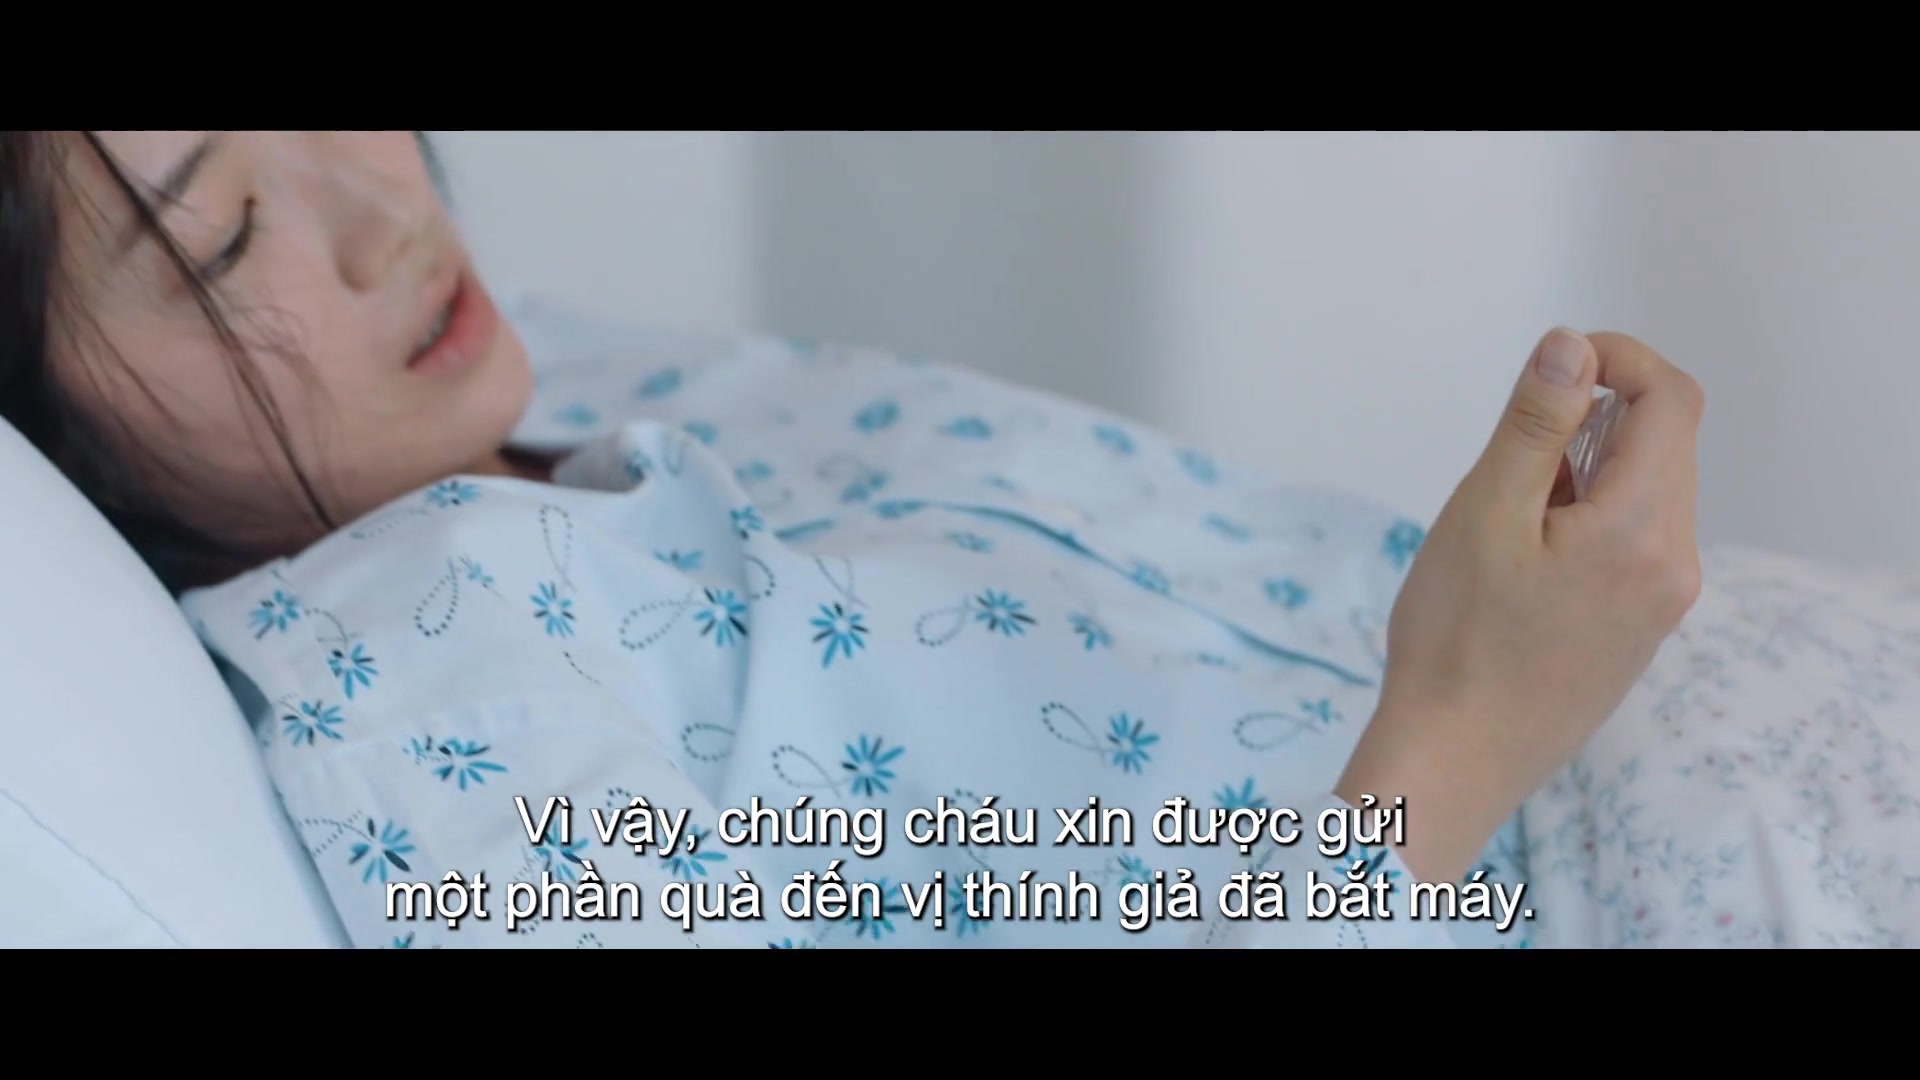 Vì vậy, chúng cháu xin được gửi
một phần quà đến vị thính giả đã bắt máy.